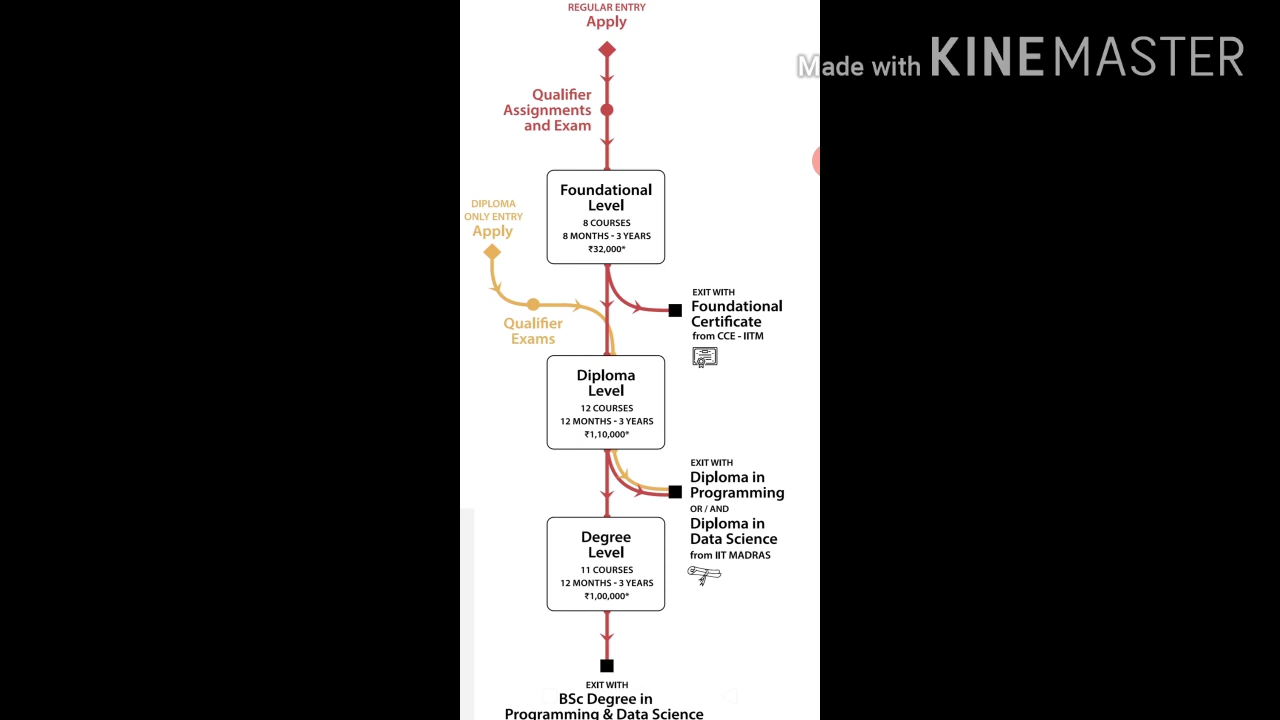 REGULAR ENTRY
Apply
Made with KINEMASTER
Qualifier
Assignments
and Exam
Foundational
Level
8 COURSES
8 MONTHS - 3 YEARS
₹32,000*
DIPLOMA
ONLY ENTRY
Apply
Qualifier
Exams
EXIT WITH
Foundational
Certificate
from CCE - IITM
Diploma
Level
12 COURSES
12 MONTHS - 3 YEARS
₹1,10,000*
EXIT WITH
Diploma in
Programming
OR / AND
Diploma in
Data Science
from IIT MADRAS
Degree
Level
11 COURSES
12 MONTHS - 3 YEARS
₹1,00,000*
EXIT WITH
BSc Degree in
Programming & Data Science